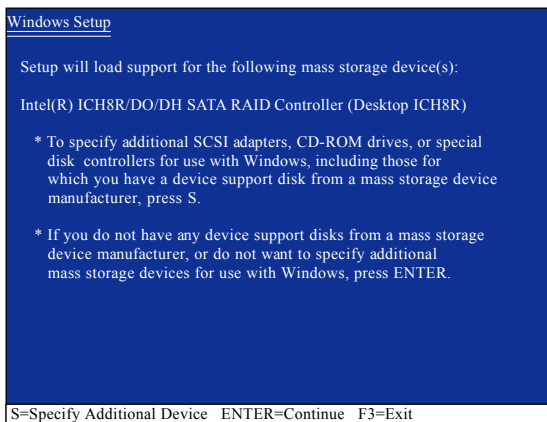 Windows Setup
Setup will load support for the following mass storage device(s):
Intel(R) ICH8R/DO/DH SATA RAID Controller (Desktop ICH8R)
* To specify additional SCSI adapters, CD-ROM drives, or special
disk controllers for use with Windows, including those for
which you have a device support disk from a mass storage device
manufacturer, press S.
* If you do not have any device support disks from a mass storage
device manufacturer, or do not want to specify additional
mass storage devices for use with Windows, press ENTER.
S=Specify Additional Device ENTER=Continue F3=Exit